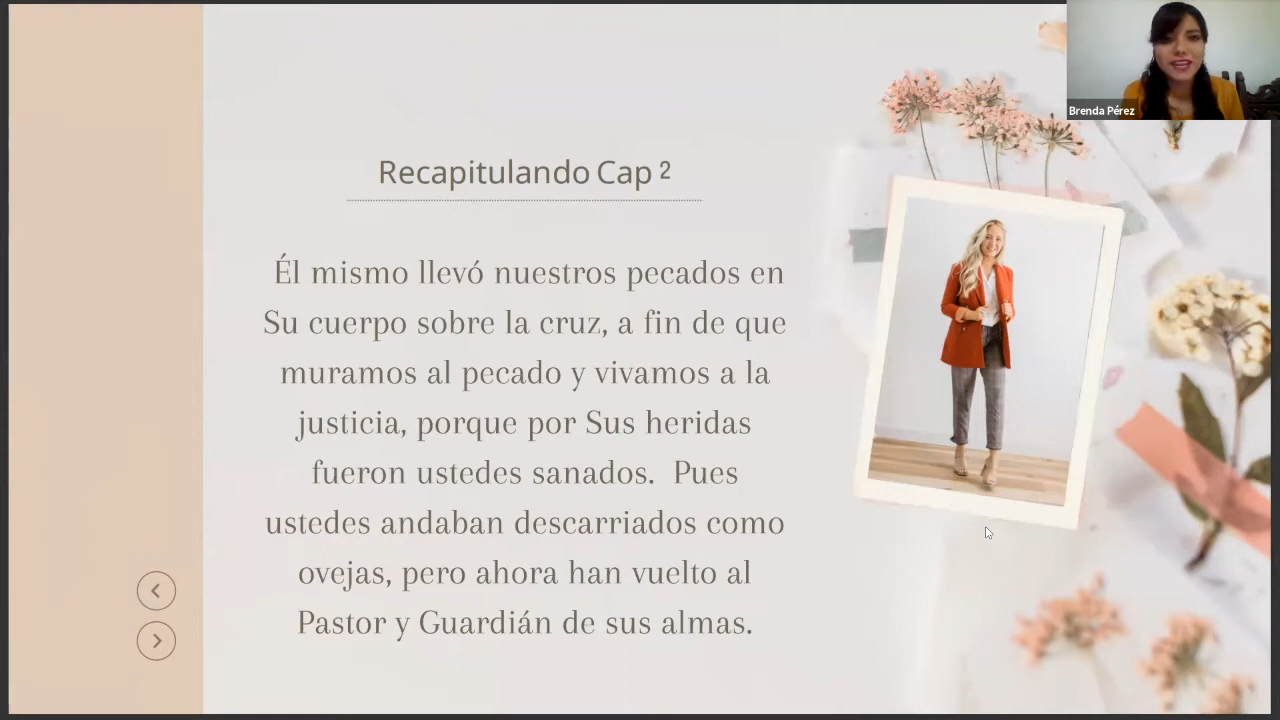 Brenda Pérez
Recapitulando Cap 2
Él mismo llevó nuestros pecados en
Su cuerpo sobre la cruz, a fin de que
muramos al pecado y vivamos a la
justicia, porque por Sus heridas
fueron ustedes sanados.  Pues
ustedes andaban descarriados como
ovejas, pero ahora han vuelto al
Pastor y Guardián de sus almas.